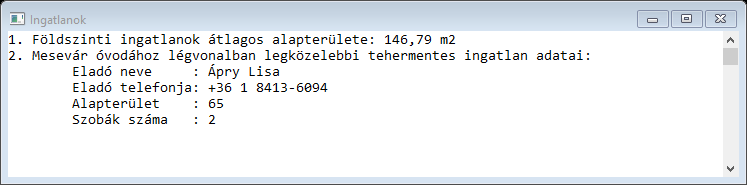 Ingatlanok
1. Földszinti ingatlanok átlagos alapterülete: 146,79 m2
2. Mesevár óvodához légvonalban legközelebbi tehermentes ingatlan adatai:
Eladó neve     : Ápry Lisa
Eladó telefonja: +36 1 8413-6094
Alapterület    : 65
Szobák száma   : 2